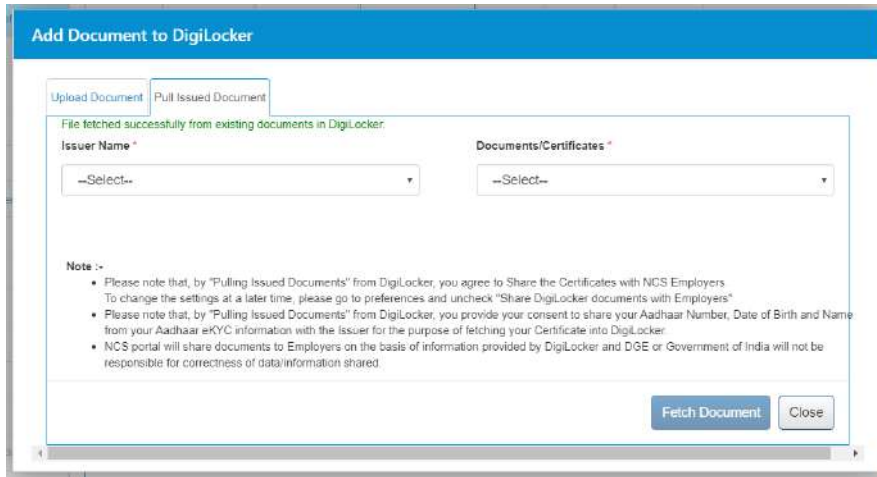 Add Document to DigiLocker
Upload Document
Pull Issued Document
File fetched successfully from existing documents in DigiLocker.
Issuer Name *
Documents/Certificates *
--Select--
--Select--
Note :-
Please note that, by "Pulling Issued Documents" from DigiLocker, you agree to Share the Certificates with NCS Employers
To change the settings at a later time, please go to preferences and uncheck "Share DigiLocker documents with Employers"
Please note that, by "Pulling Issued Documents" from DigiLocker, you provide your consent to share your Aadhaar Number, Date of Birth and Name
from your Aadhaar eKYC information with the Issuer for the purpose of fetching your Certificate into DigiLocker.
NCS portal will share documents to Employers on the basis of information provided by DigiLocker and DGE or Government of India will not be
responsible for correctness of data/information shared.
Fetch Document
Close